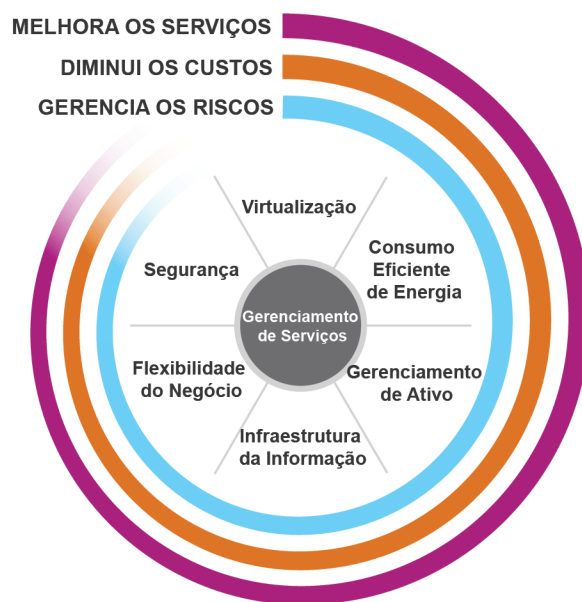 MELHORA OS SERVIÇOS
DIMINUI OS CUSTOS
GERENCIA OS RISCOS
Virtualização
Consumo
Eficiente
de Energia
Gerenciamento
de Ativo
Infraestrutura
da Informação
Flexibilidade
do Negócio
Segurança
Gerenciamento
de Serviços